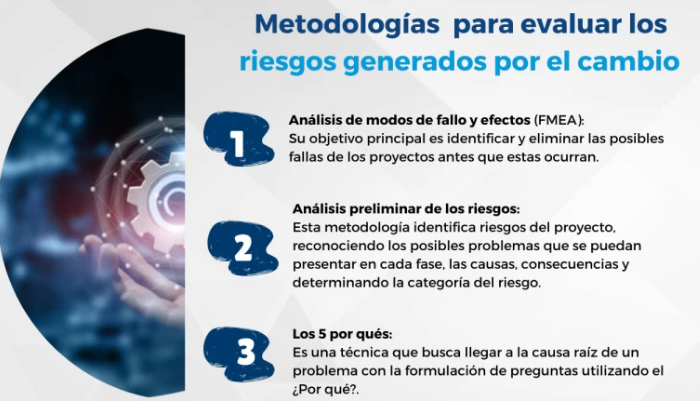 Metodologías para evaluar los
riesgos generados por el cambio
1
Análisis de modos de fallo y efectos (FMEA):
Su objetivo principal es identificar y eliminar las posibles
fallas de los proyectos antes que estas ocurran.
2
Análisis preliminar de los riesgos:
Esta metodología identifica riesgos del proyecto,
reconociendo los posibles problemas que se puedan
presentar en cada fase, las causas, consecuencias y
determinando la categoría del riesgo.
3
Los 5 por qués:
Es una técnica que busca llegar a la causa raíz de un
problema con la formulación de preguntas utilizando el
¿Por qué?.